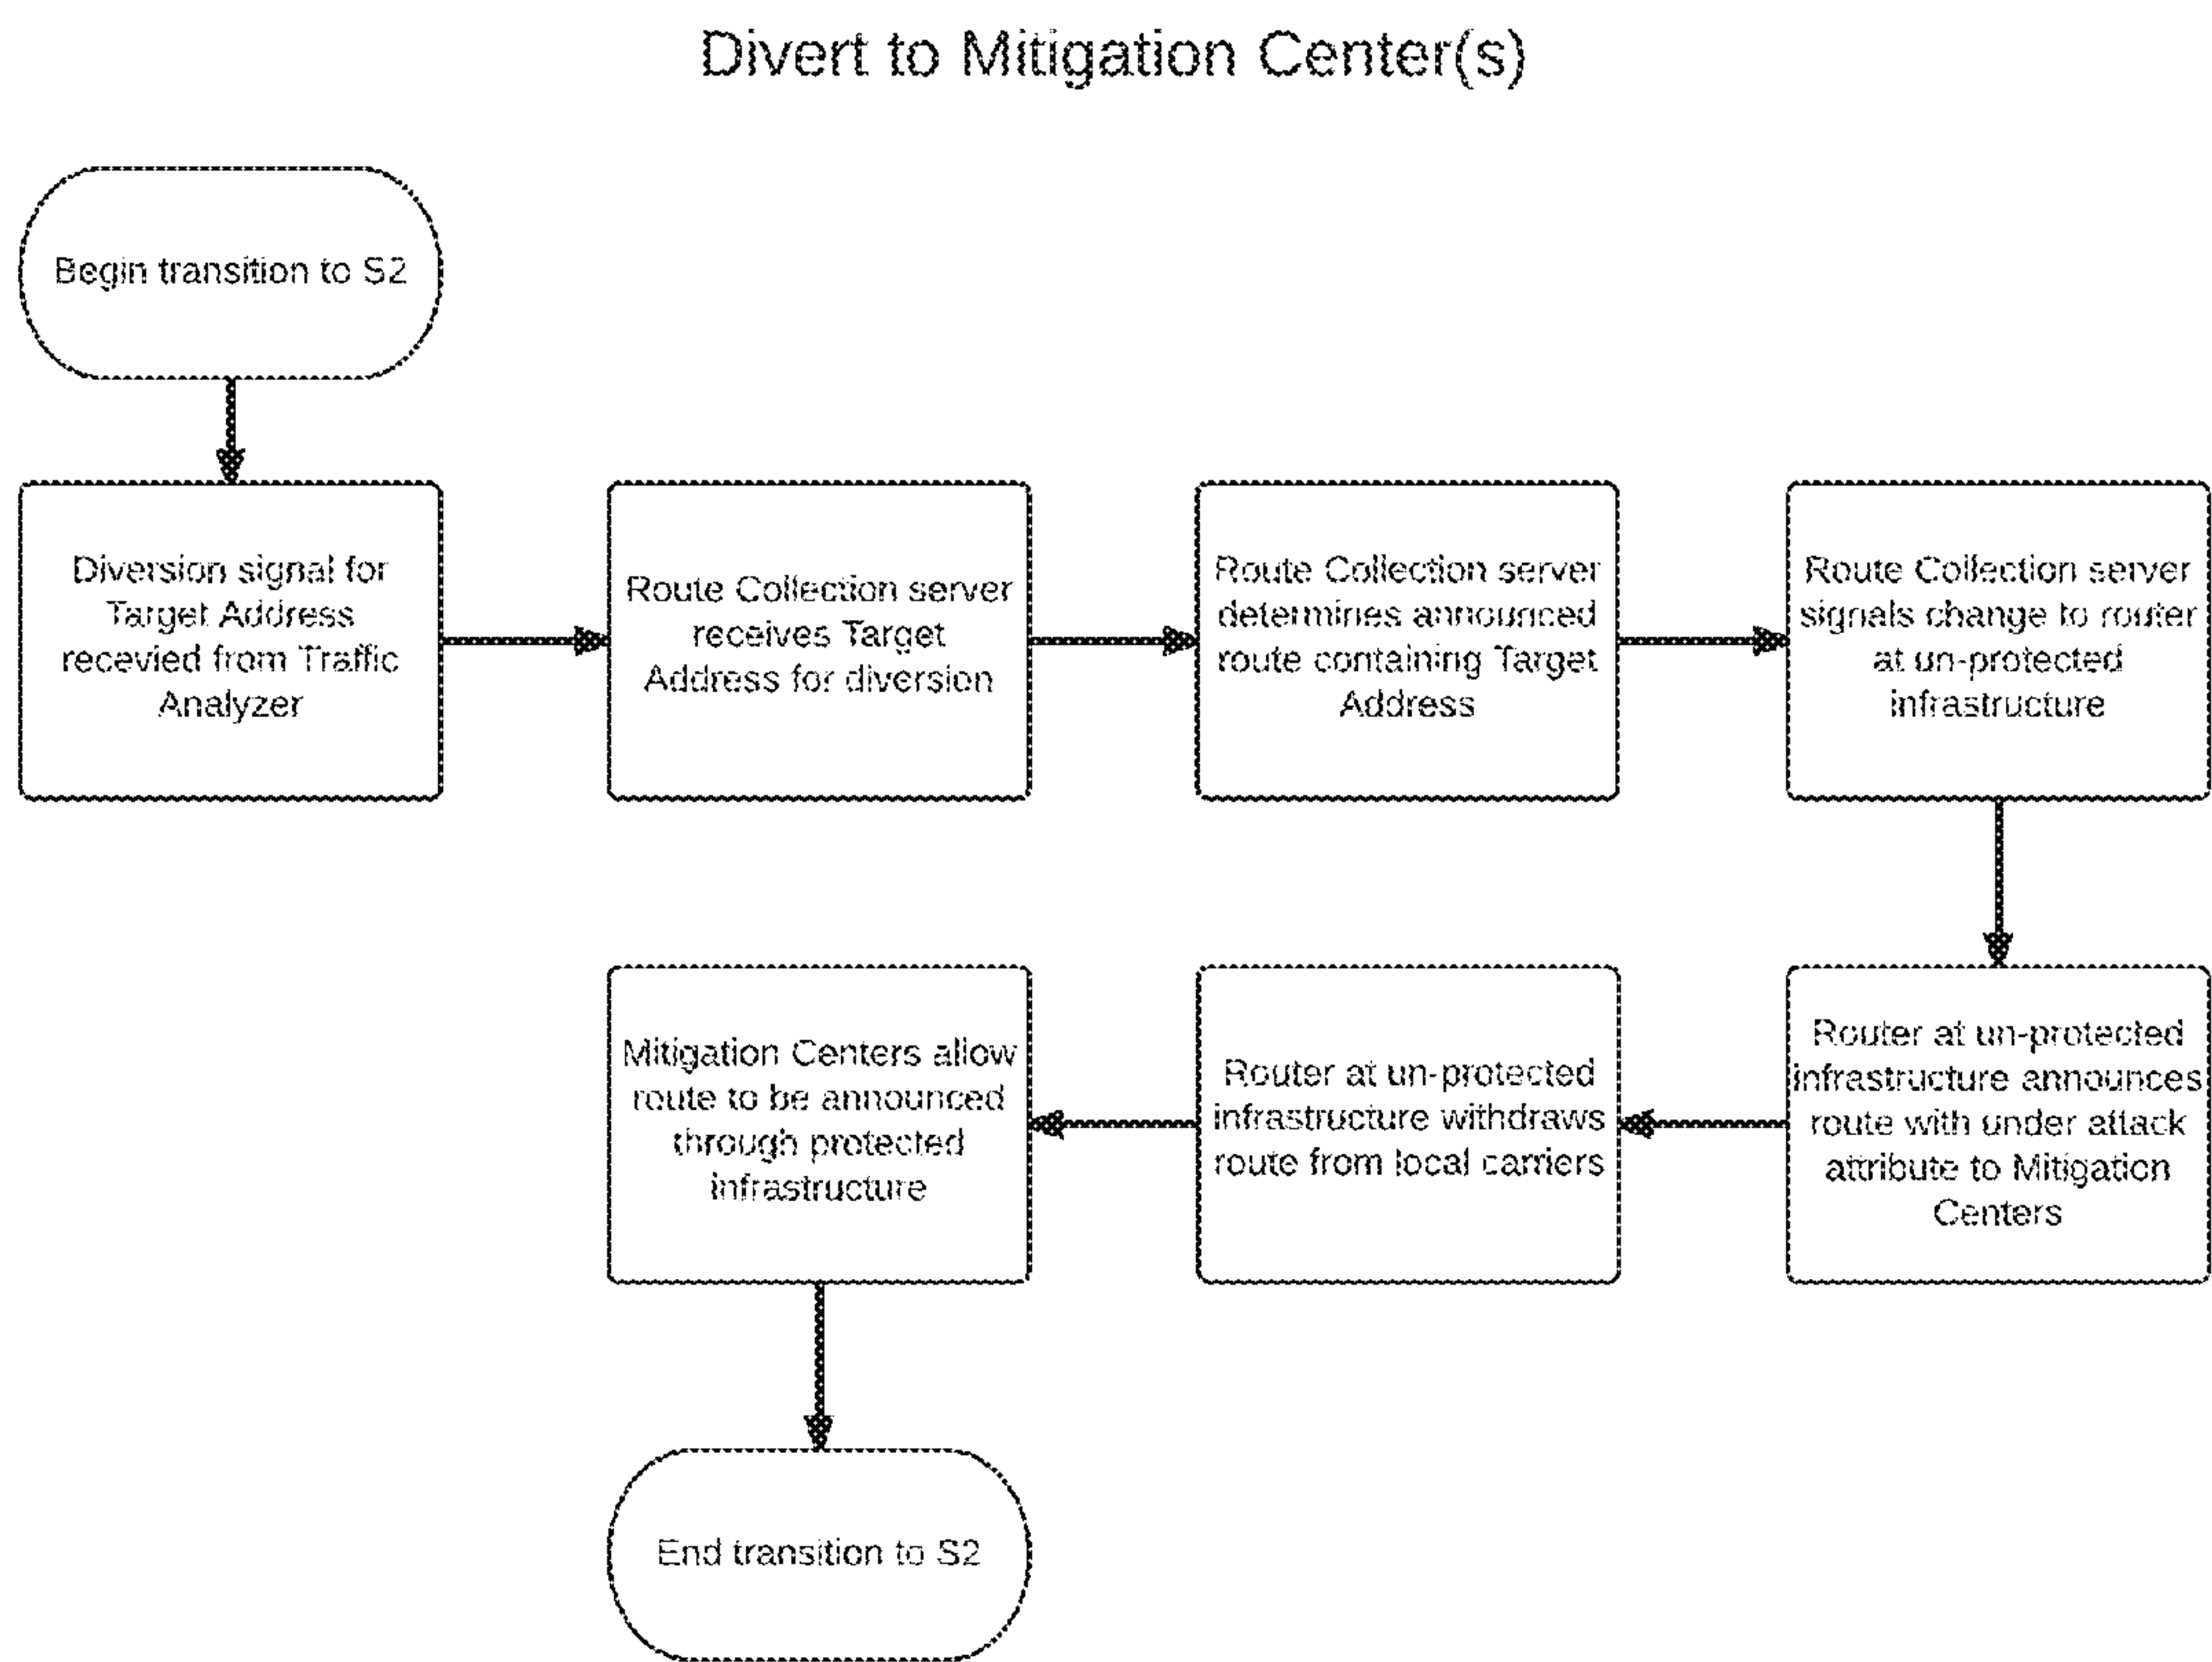 Divert to Mitigation Center(s)
Begin transition to S2
Diversion signal for
Target Address
recevied from Traffic
Analyzer
Route Collection server
receives Target
Address for diversion
Route Collection server
determines announced
route containing Target
Address
Route Collection server
signals change to router
at un-protected
infrastructure
Router at un-protected
infrastructure announces
route with under attack
attribute to Mitigation
Centers
Router at un-protected
infrastructure withdraws
route from local carriers
Mitigation Centers allow
route to be announced
through protected
infrastructure
End transition to S2